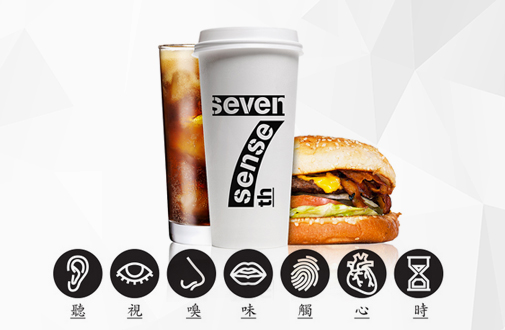 seven
sense
th
聽 視 嗅 味 觸 心 時